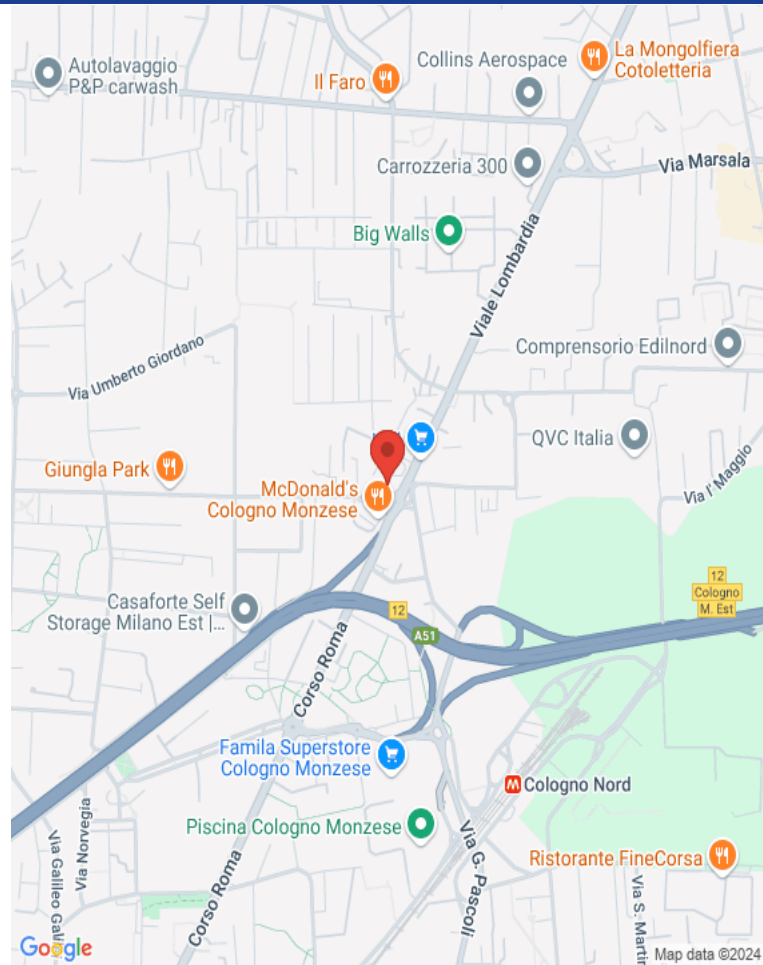 La Mongolfiera
Cotoletteria
Collins Aerospace
Autolavaggio
P&P carwash
Il Faro
Carrozzeria 300
Via Marsala
Big Walls
Viale Lombardia
Comprensorio Edilnord
Via Umberto Giordano
QVC Italia
Giungla Park
McDonald's
Cologno Monzese
Via I' Maggio
12
Cologno
M. Est
Casaforte Self
Storage Milano Est |...
12
A51
Corso Roma
Famila Superstore
Cologno Monzese
M Cologno Nord
Piscina Cologno Monzese
Via Norvegia
Via Galileo Gali
Via G. Pascoli
Ristorante FineCorsa
Corso Roma
Via S. Martin
Google
Map data ©2024